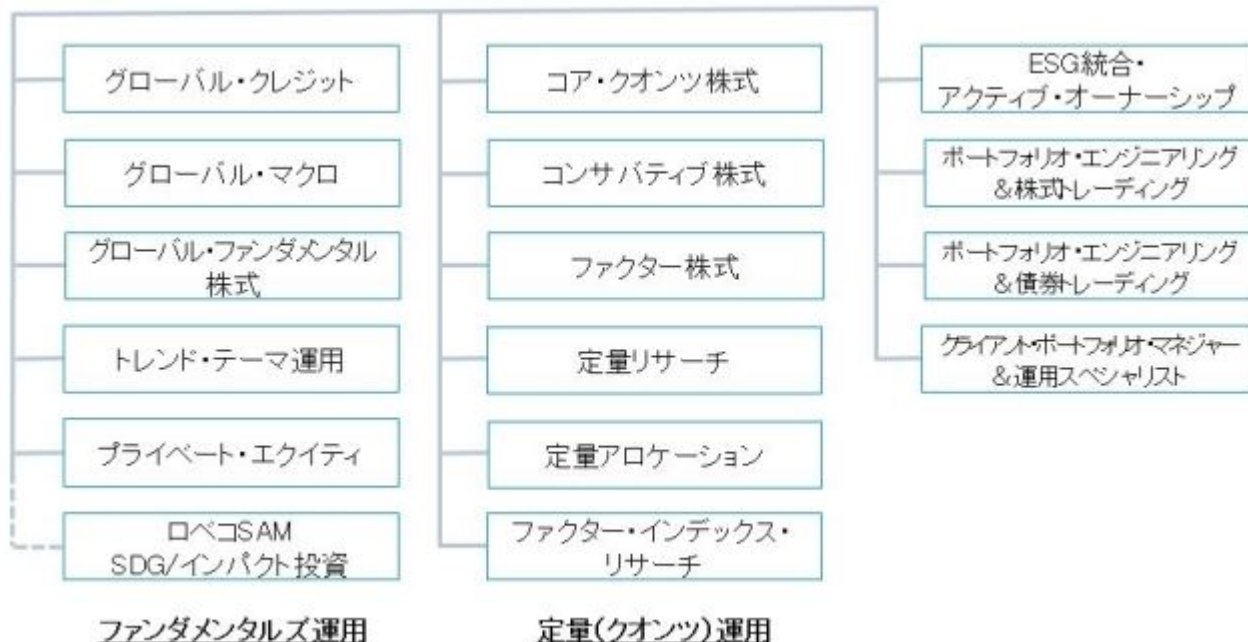 グローバル・クレジット
グローバル・マクロ
グローバル・ファンダメンタル
株式
トレンド・テーマ運用
プライベート・エクイティ
ロベコSAM
SDG/インパクト投資
ファンダメンタルズ運用
コア・クオンツ株式
コンサバティブ株式
ファクター株式
定量リサーチ
定量アロケーション
ファクター・インデックス・
リサーチ
定量(クオンツ)運用
ESG統合・
アクティブ・オーナーシップ
ポートフォリオ・エンジニアリング
&株式トレーディング
ポートフォリオ・エンジニアリング
&債券トレーディング
クライアント・ポートフォリオ・マネジャー
&運用スペシャリスト